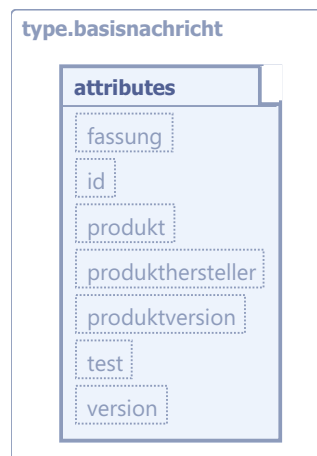 type.basisnachricht
attributes
fassung
id
produkt
produkthersteller
produktversion
test
version